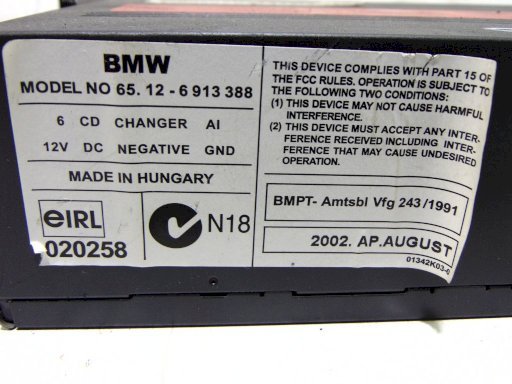 BMW
MODEL NO 65. 12 - 6 913 388
6 CD CHANGER AI
12V DC NEGATIVE GND
MADE IN HUNGARY
eIRL
020258
N18
THIS DEVICE COMPLIES WITH PART 15 OF
THE FCC RULES. OPERATION IS SUBJECT TO
THE FOLLOWING TWO CONDITIONS:
(1) THIS DEVICE MAY NOT CAUSE HARMFUL
INTERFERENCE.
(2) THIS DEVICE MUST ACCEPT ANY INTER-
FERENCE RECEIVED INCLUDING INTER-
FERENCE THAT MAY CAUSE UNDESIRED
OPERATION.
BMPT- Amtsbl Vfg 243/1991
2002. AP.AUGUST
01342K03-0